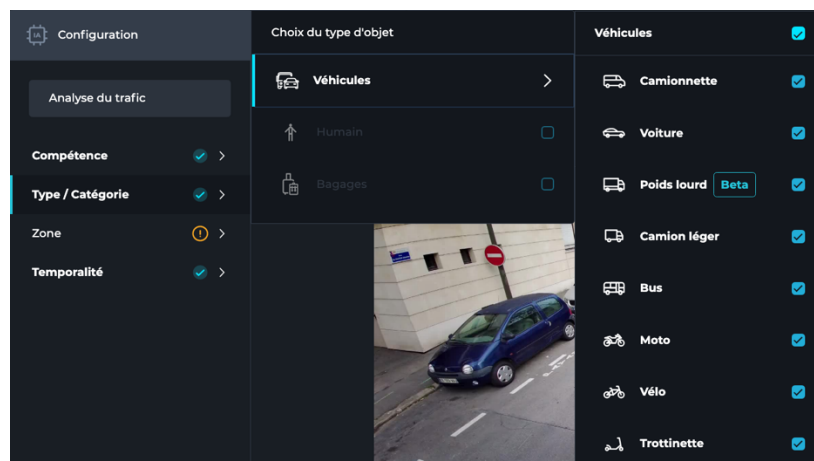 IA
Configuration
Analyse du trafic
Compétence
Type / Catégorie
Zone
Temporalité
Choix du type d'objet
Véhicules
Humain
Bagages
Véhicules
Camionnette
Voiture
Poids lourd Beta
Camion léger
Bus
Moto
Vélo
Trottinette